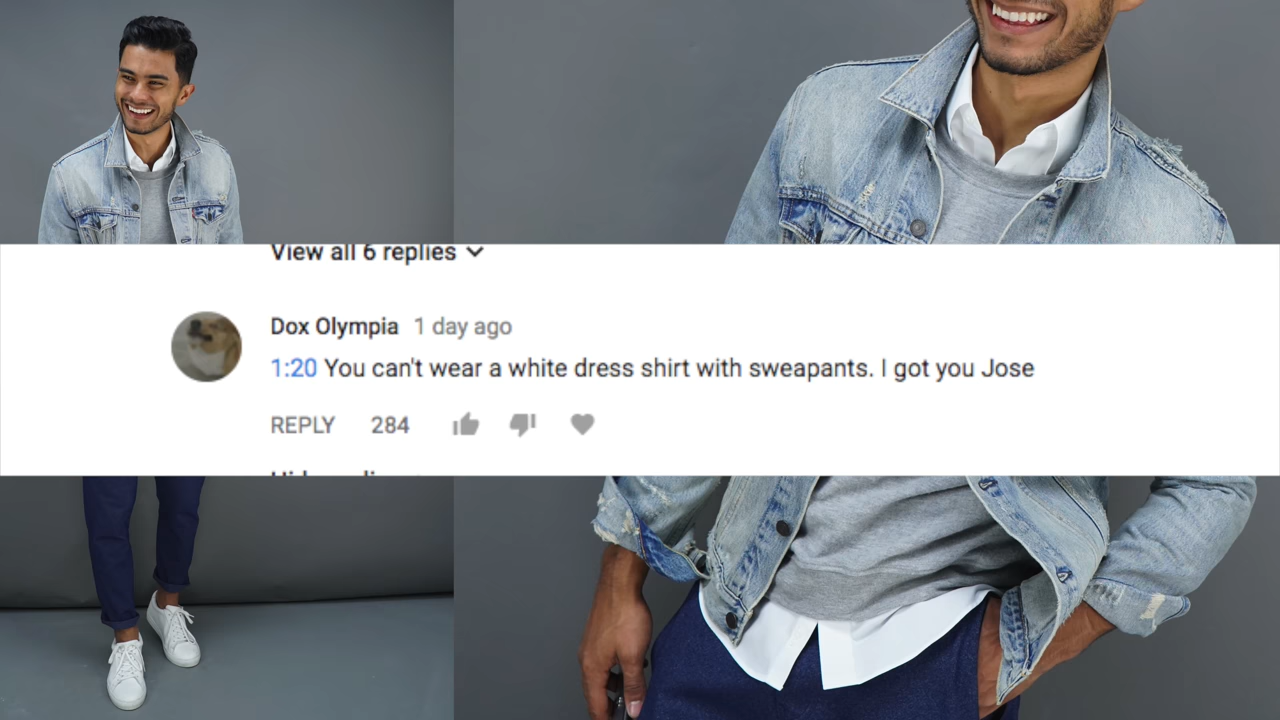 View all 6 replies
Dox Olympia 1 day ago
1:20 You can't wear a white dress shirt with sweapants. I got you Jose
REPLY 284